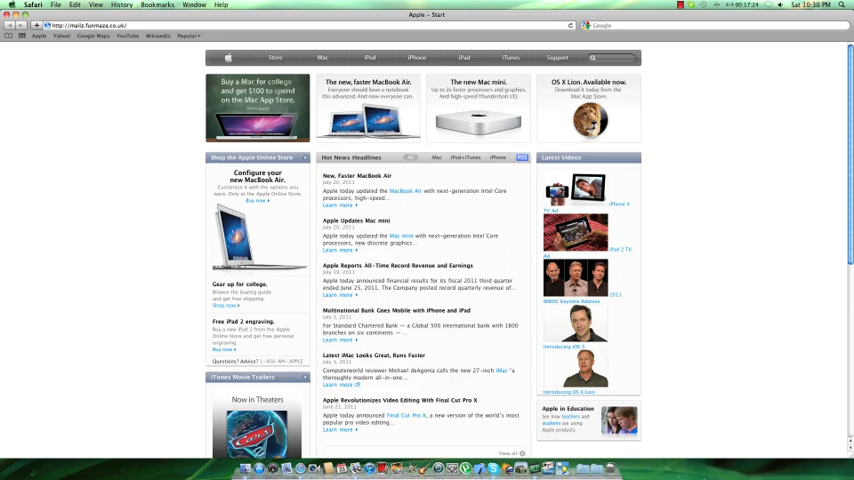 Safari File Edit View History Bookmarks Window Help
Sat 10:30 PM
Apple – Start
http://mailz.funmaza.co.uk/
Google
Apple Yahoo! Google Maps YouTube Wikipedia Popular
Store Mac iPod iPhone iPad iTunes Support
Buy a Mac for college
and get $100 to spend
on the Mac App Store.
The new, faster MacBook Air.
Everyone should have a notebook
this advanced. And now everyone can.
The new Mac mini.
Up to 2x faster processors and graphics.
And high-speed Thunderbolt I/O.
OS X Lion. Available now.
Download it today from the
Mac App Store.
Shop the Apple Online Store
Configure your
new MacBook Air.
Customize it with the options you
want. Only at the Apple Online Store.
Buy now
Gear up for college.
Browse the buying guide
and get free shipping.
Shop now
Free iPad 2 engraving.
Buy a new iPad 2 from the Apple
Online Store and get free personal
engraving.
Buy now
Questions? Advice? 1-800-MY-APPLE
iTunes Movie Trailers
Now in Theaters
Hot News Headlines All Mac iPod+iTunes iPhone RSS
New, Faster MacBook Air
July 20, 2011
Apple today updated the MacBook Air with next-generation Intel Core
processors, high-speed...
Learn more
Apple Updates Mac mini
July 20, 2011
Apple today updated the Mac mini with next-generation Intel Core
processors, new discrete graphics...
Learn more
Apple Reports All-Time Record Revenue and Earnings
July 19, 2011
Apple today announced financial results for its fiscal 2011 third quarter
ended June 25, 2011. The Company posted record quarterly revenue of...
Learn more
Multinational Bank Goes Mobile with iPhone and iPad
For Standard Chartered Bank — a Global 500 international bank with 1800
branches on six continents —
Learn more
Latest iMac Looks Great, Runs Faster
Computerworld reviewer Michael deAgonia calls the new 27-inch iMac "a
thoroughly modern all-in-one...
Learn more
Apple Revolutionizes Video Editing With Final Cut Pro X
June 21, 2011
Apple today announced Final Cut Pro X, a new version of the world's most
popular pro video editing...
Learn more
View all
Latest Videos
iPhone 4
TV Ad
iPad 2 TV
Ad
2011
WWDC Keynote Address
Introducing iOS 5
Introducing OS X Lion
Apple in Education
See how teachers and
students are using
Apple products.